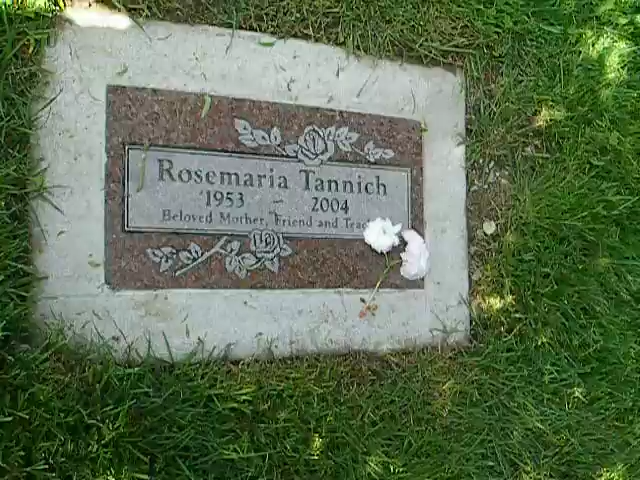 Rosemaria Tannich
1953 - 2004
Beloved Mother, Friend and